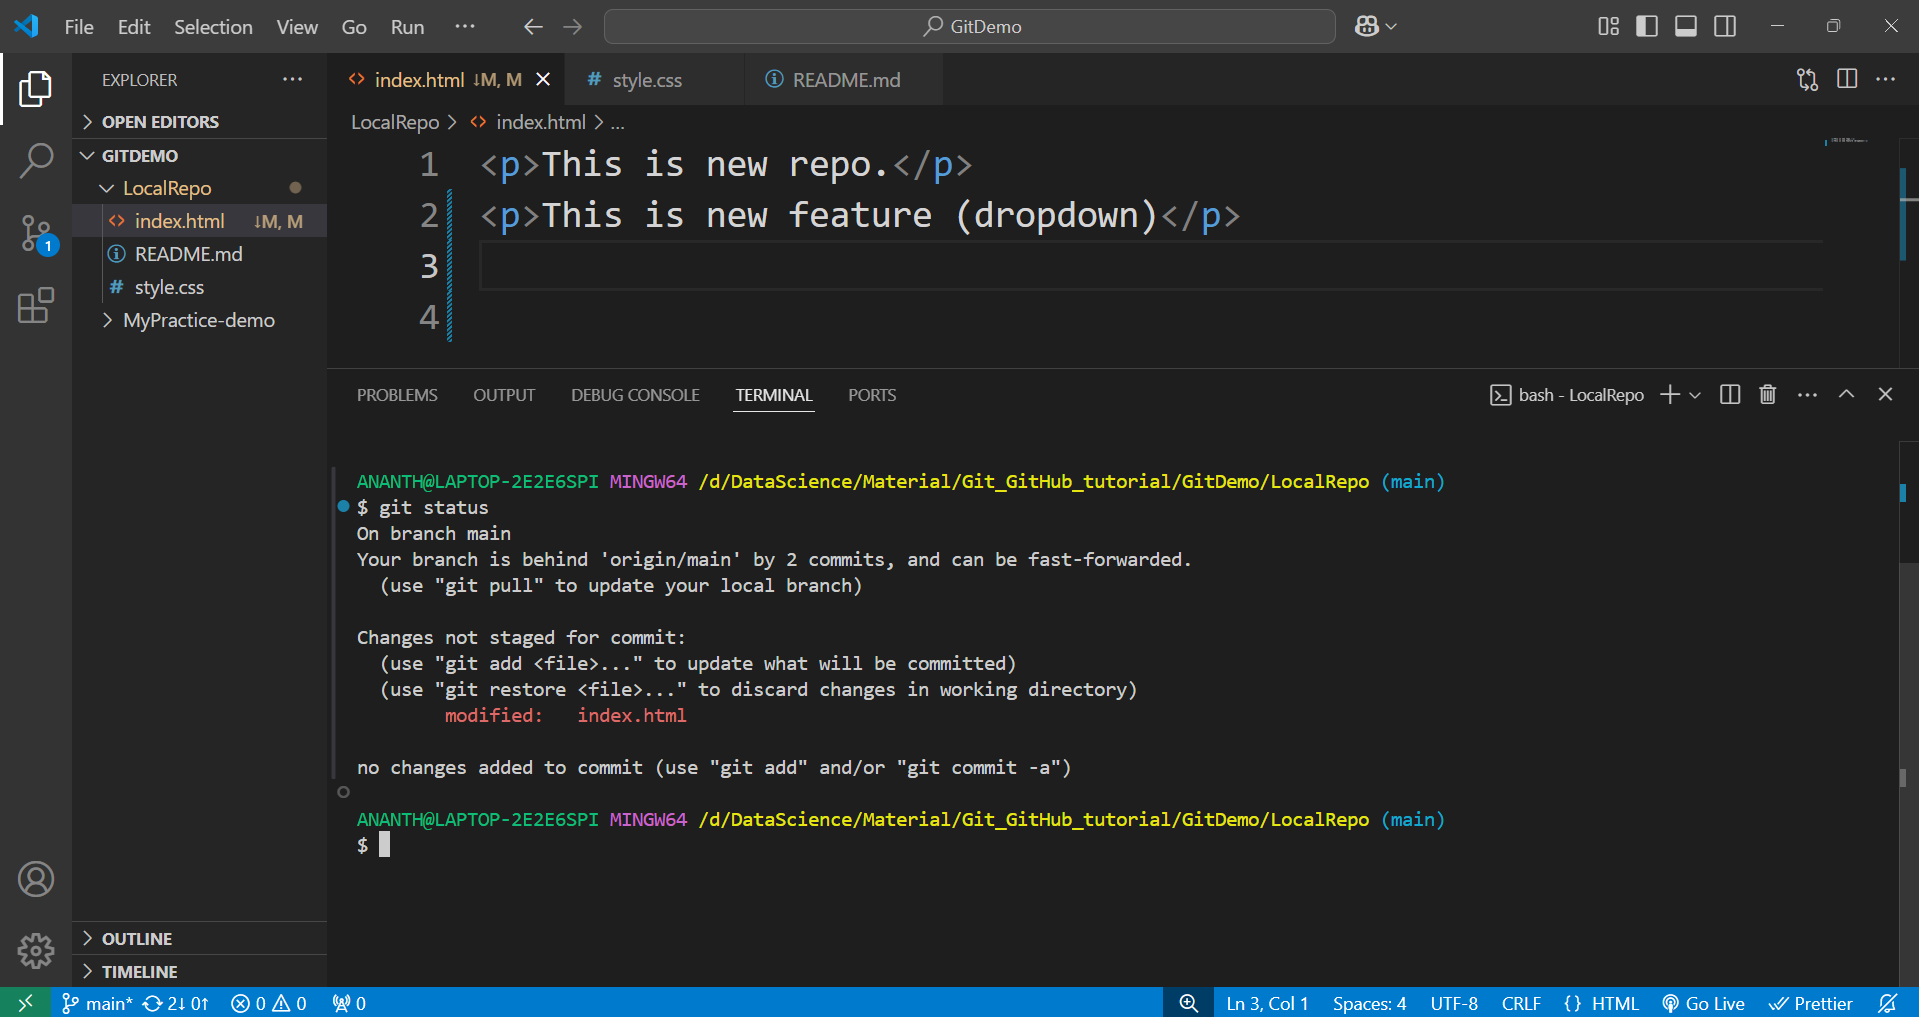 File Edit Selection View Go Run ··· GitDemo
EXPLORER ···
OPEN EDITORS
GITDEMO
LocalRepo
index.html ↓M, M
README.md
style.css
MyPractice-demo
OUTLINE
TIMELINE
index.html ↓M, M
# style.css
README.md
LocalRepo > index.html > ...
1 <p>This is new repo.</p>
2 <p>This is new feature (dropdown)</p>
3
4
PROBLEMS OUTPUT DEBUG CONSOLE TERMINAL PORTS
bash - LocalRepo
ANANTH@LAPTOP-2E2E6SPI MINGW64 /d/DataScience/Material/Git_GitHub_tutorial/GitDemo/LocalRepo (main)
$ git status
On branch main
Your branch is behind 'origin/main' by 2 commits, and can be fast-forwarded.
(use "git pull" to update your local branch)
Changes not staged for commit:
(use "git add <file>..." to update what will be committed)
(use "git restore <file>..." to discard changes in working directory)
modified: index.html
no changes added to commit (use "git add" and/or "git commit -a")
ANANTH@LAPTOP-2E2E6SPI MINGW64 /d/DataScience/Material/Git_GitHub_tutorial/GitDemo/LocalRepo (main)
$
1
main* 2↓ 0↑ 0 0 0 Ln 3, Col 1 Spaces: 4 UTF-8 CRLF {} HTML Go Live Prettier